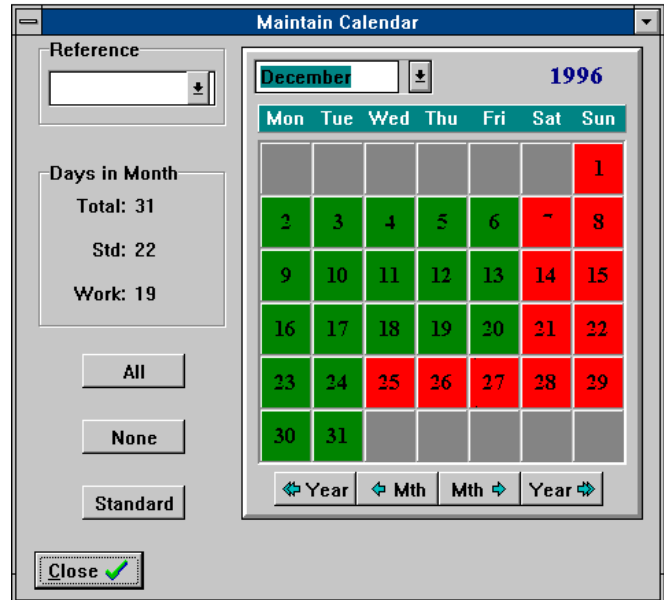 Maintain Calendar
Reference
December 1996
Mon Tue Wed Thu Fri Sat Sun
1
Days in Month
Total: 31
Std: 22
Work: 19
2 3 4 5 6 7 8
9 10 11 12 13 14 15
16 17 18 19 20 21 22
23 24 25 26 27 28 29
30 31
All
None
Standard
Year Mth Mth Year
Close